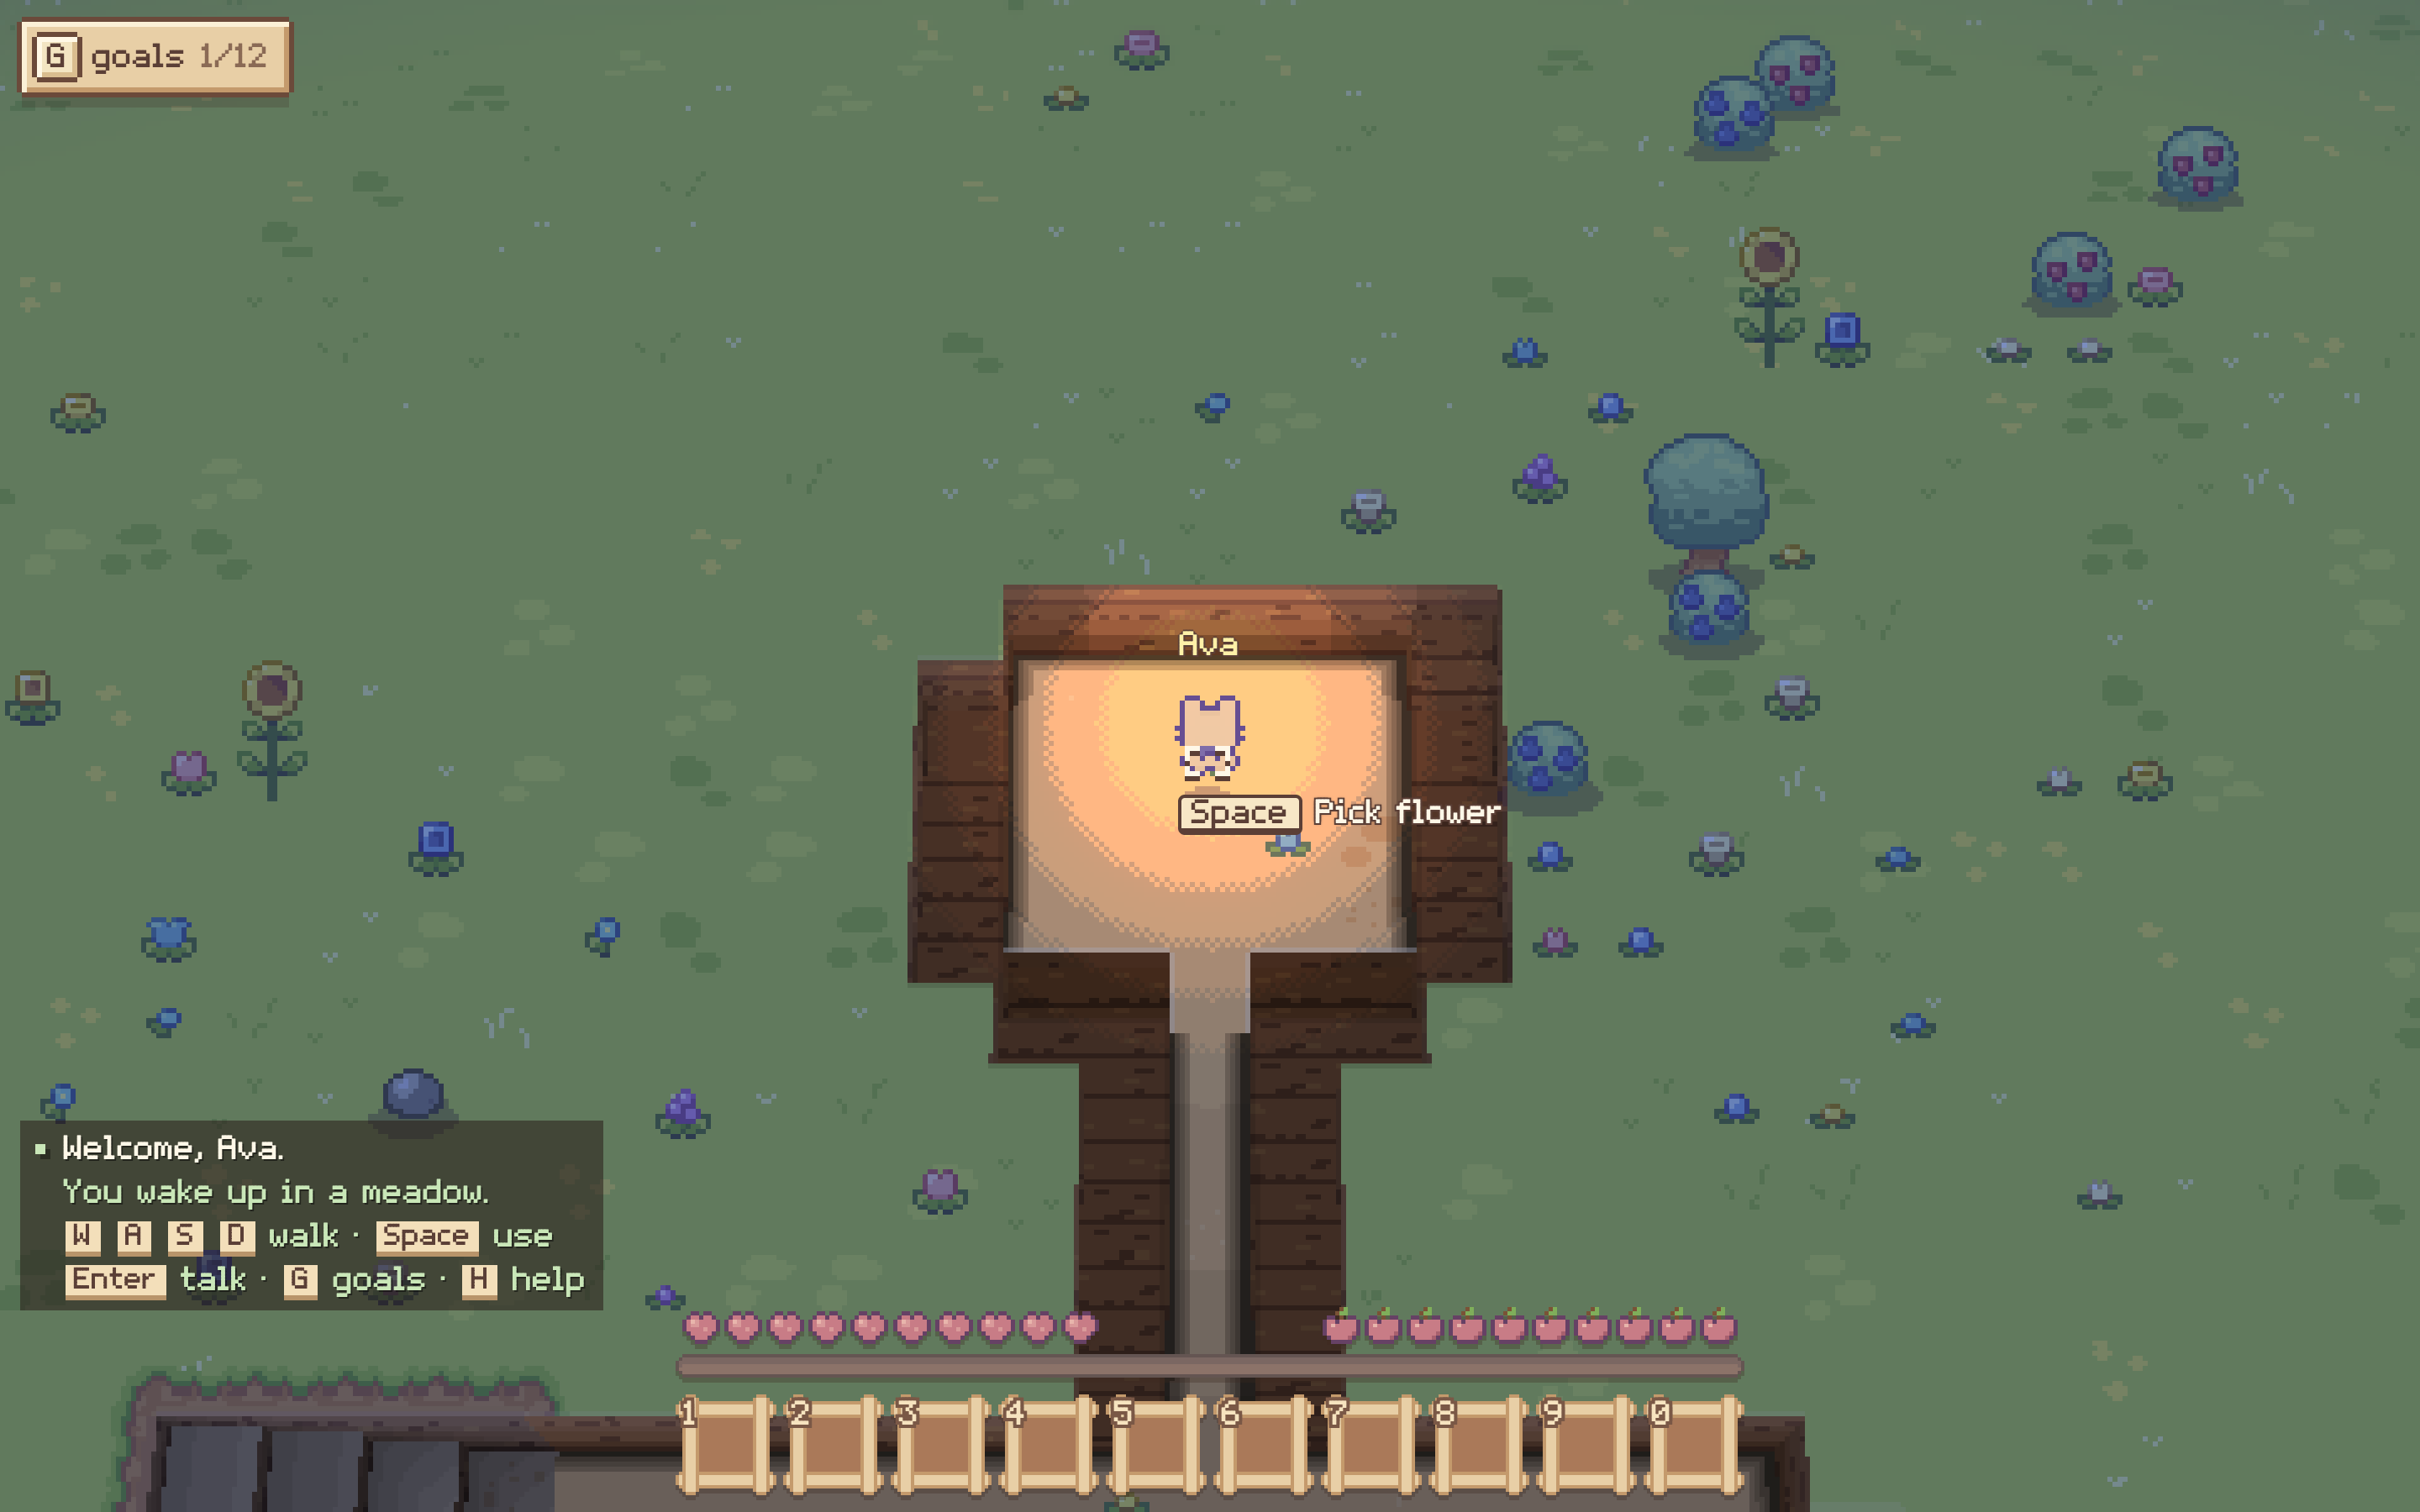 G goals 1/12
Ava
Space Pick flower
Welcome, Ava.
You wake up in a meadow.
W A S D walk · Space use
Enter talk · G goals · H help
1 2 3 4 5 6 7 8 9 0